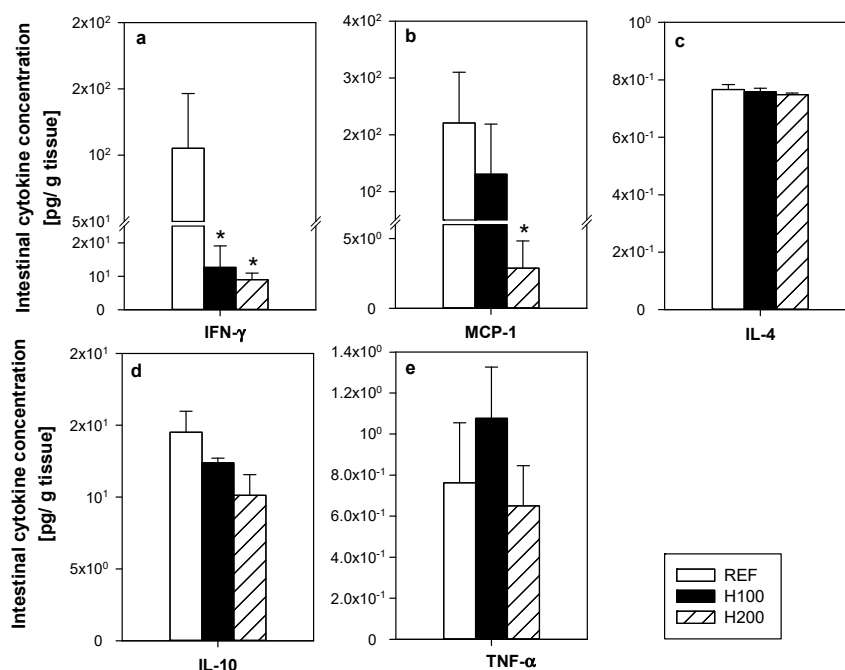 Intestinal cytokine concentration
[pg/ g tissue]
a
2x10²
2x10²
10²
5x10¹
2x10¹
10¹
0
*
*
IFN-γ
b
4x10²
2x10²
10²
5x10⁰
0
*
MCP-1
c
10⁰
8x10⁻¹
6x10⁻¹
4x10⁻¹
2x10⁻¹
0
IL-4
Intestinal cytokine concentration
[pg/ g tissue]
d
2x10¹
2x10¹
10¹
5x10⁰
0
IL-10
e
1.4x10⁰
1.2x10⁰
10⁰
8.0x10⁻¹
6.0x10⁻¹
4.0x10⁻¹
2.0x10⁻¹
0
TNF-α
REF
H100
H200